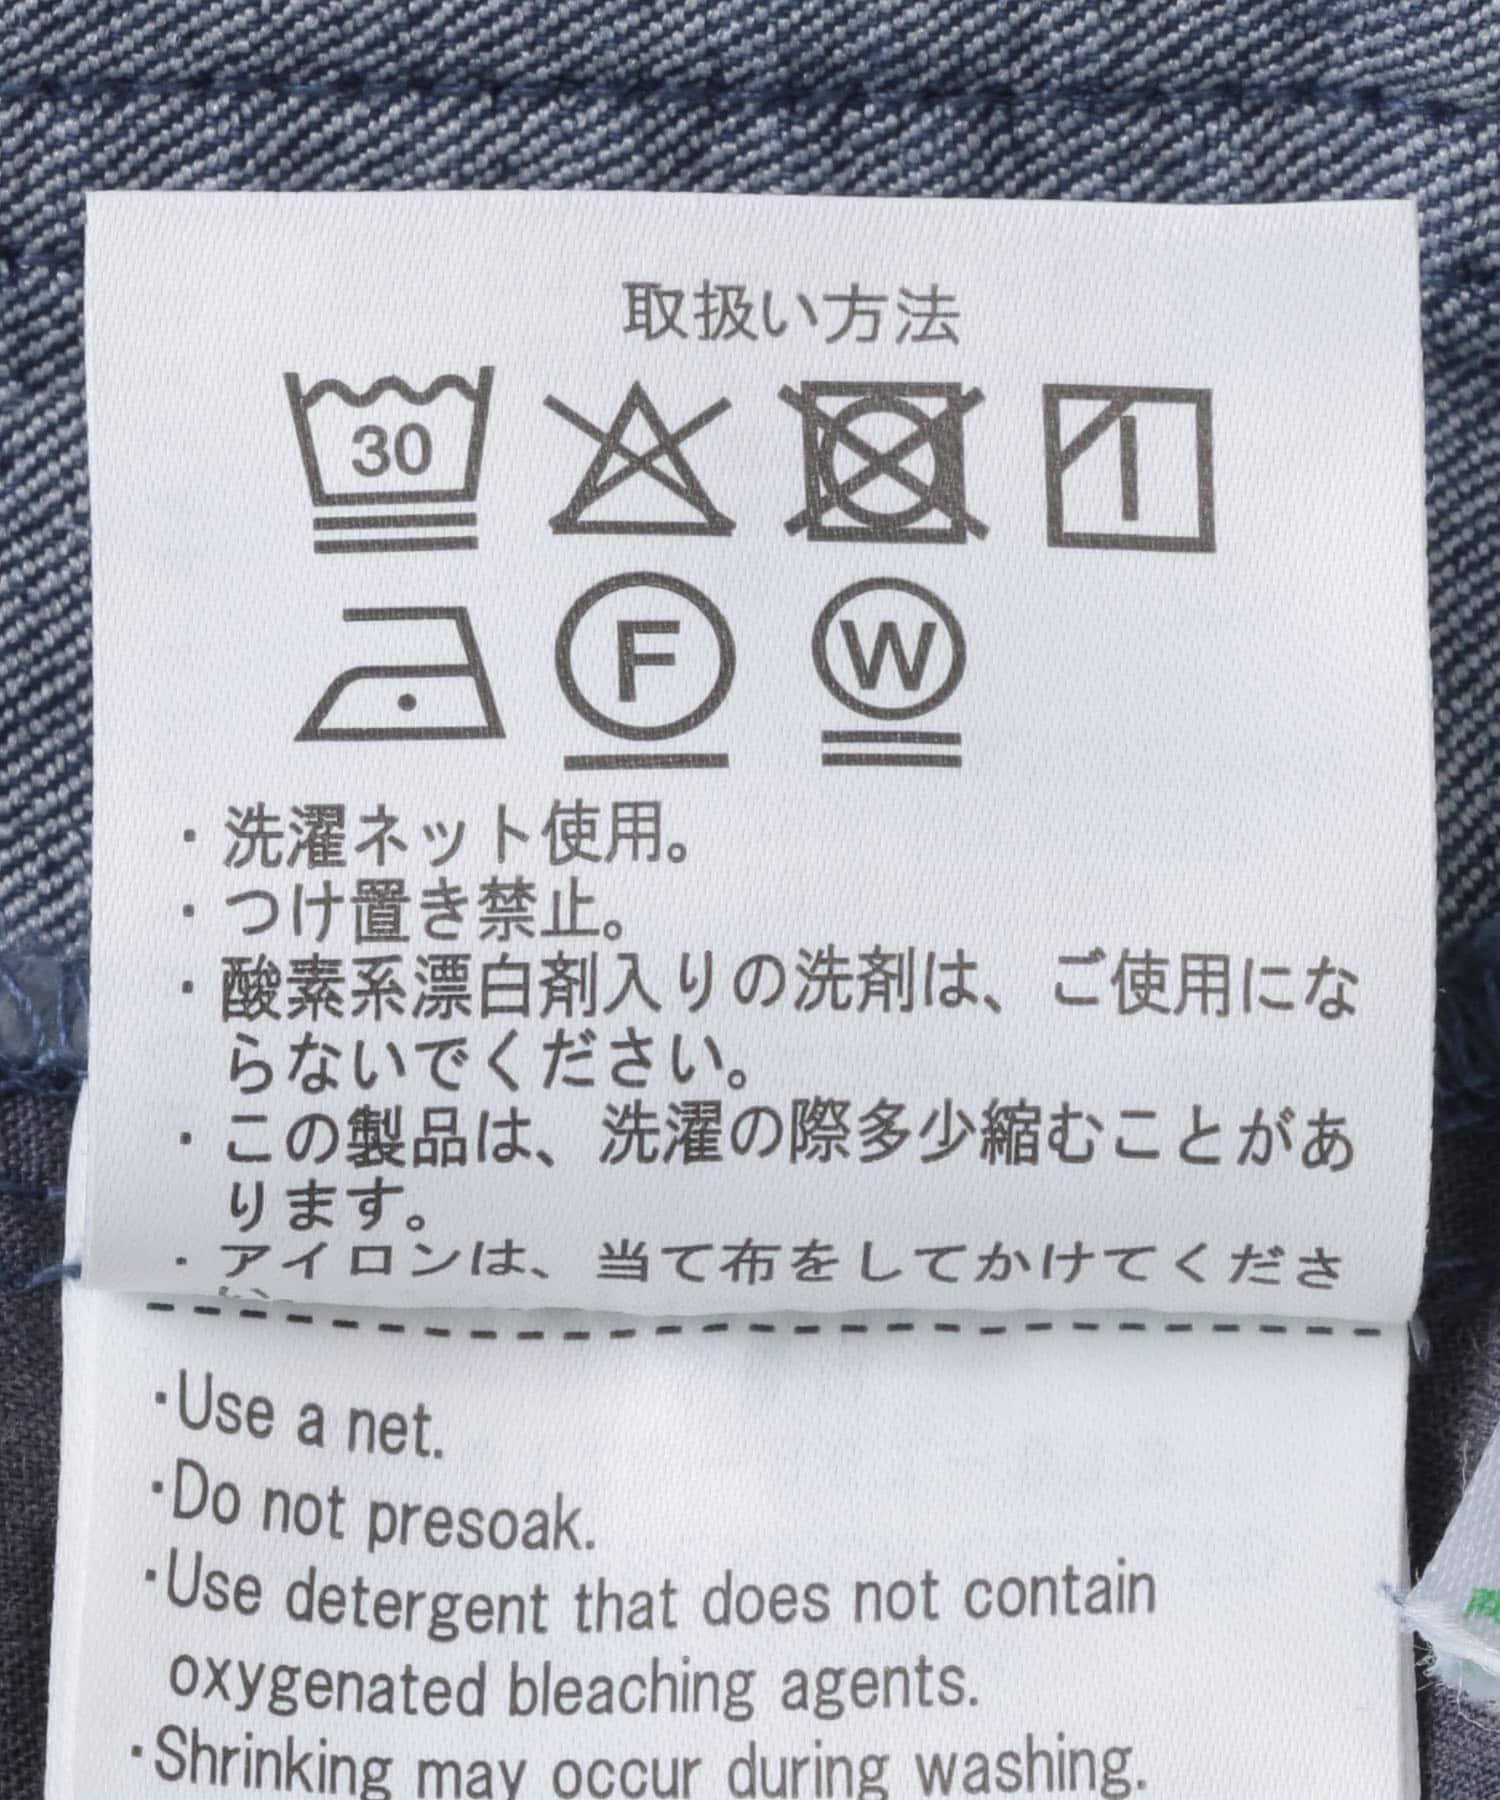 取扱い方法
30
F
W
・洗濯ネット使用。
・つけ置き禁止。
・酸素系漂白剤入りの洗剤は、ご使用にな
らないでください。
・この製品は、洗濯の際多少縮むことがあ
ります。
・アイロンは、当て布をしてかけてくださ
・Use a net.
・Do not presoak.
・Use detergent that does not contain
oxygenated bleaching agents.
・Shrinking may occur during washing.